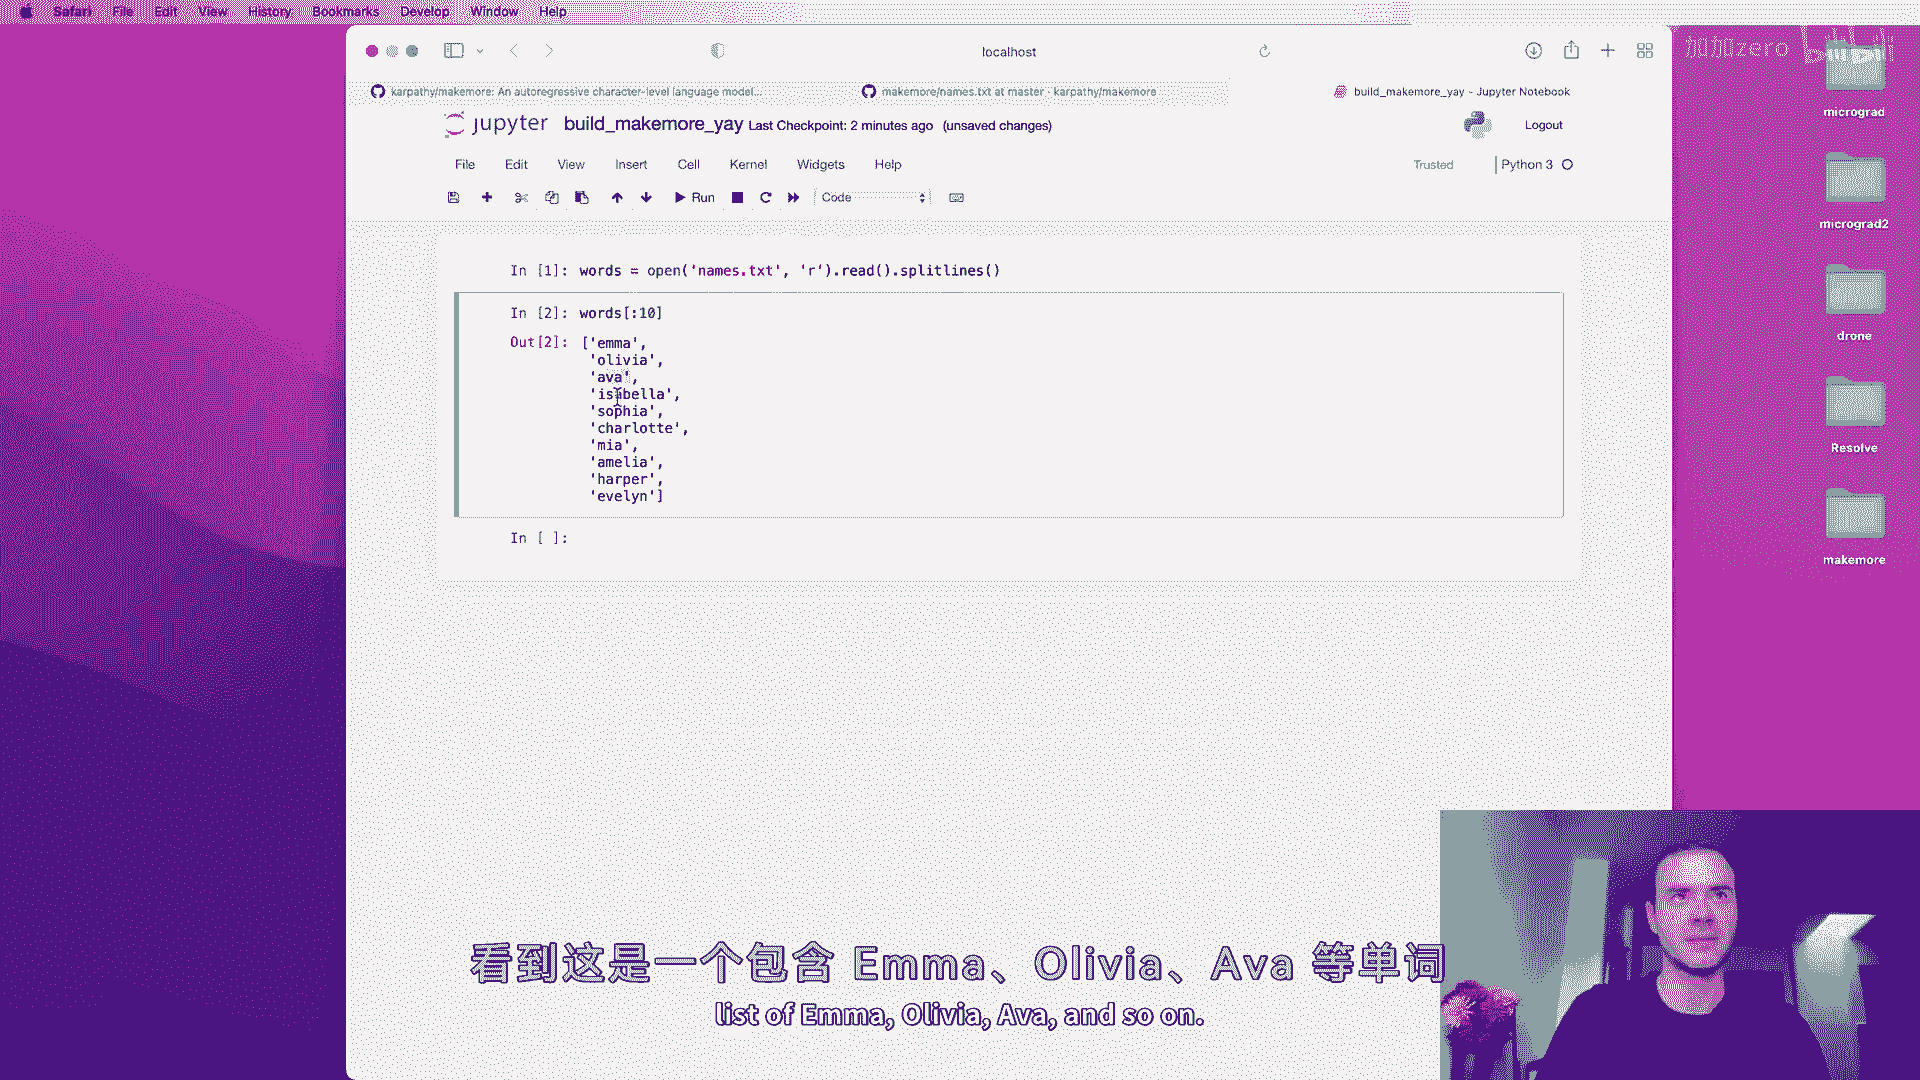 Safari File Edit View History Bookmarks Develop Window Help
localhost
加加zero bilibili
karpathy/makemore: An autoregressive character-level language model...
makemore/names.txt at master · karpathy/makemore
build_makemore_yay - Jupyter Notebook
jupyter build_makemore_yay Last Checkpoint: 2 minutes ago (unsaved changes)
Logout
File Edit View Insert Cell Kernel Widgets Help
Trusted Python 3
Run Code
In [1]: words = open('names.txt', 'r').read().splitlines()
In [2]: words[:10]
Out[2]: ['emma',
'olivia',
'ava',
'isabella',
'sophia',
'charlotte',
'mia',
'amelia',
'harper',
'evelyn']
In [ ]:
micrograd
micrograd2
drone
Resolve
makemore
看到这是一个包含 Emma、Olivia、Ava 等单词
list of Emma, Olivia, Ava, and so on.